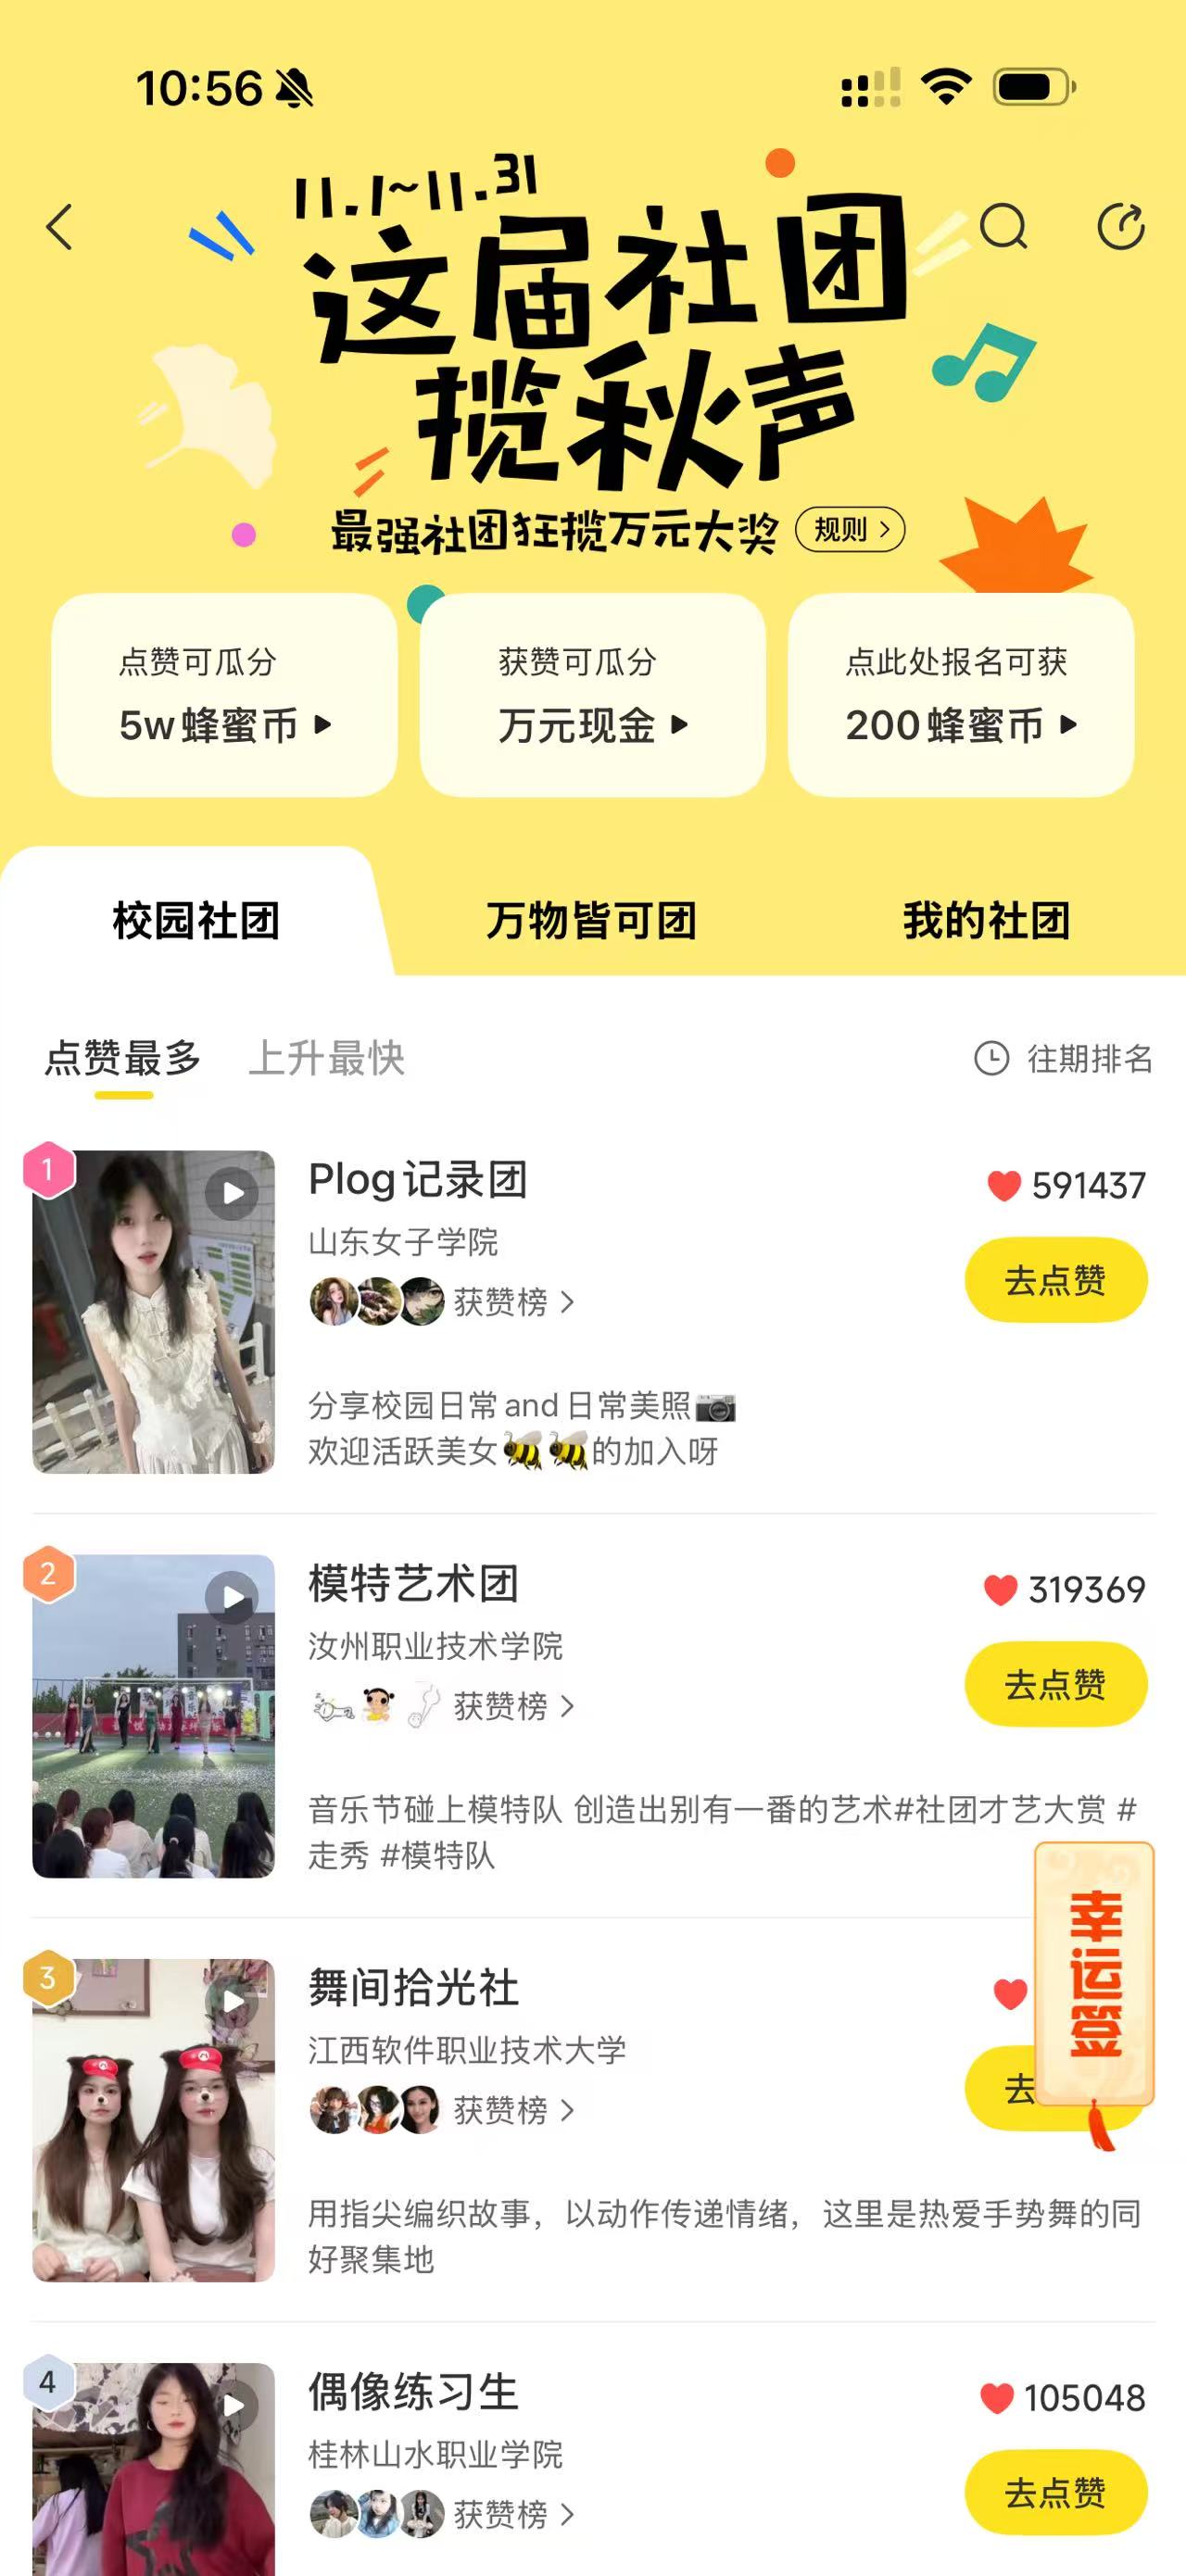 10:56
11.1~11.31
这届社团
揽秋声
最强社团狂揽万元大奖 规则 >
点赞可瓜分
5w蜂蜜币
获赞可瓜分
万元现金
点此处报名可获
200蜂蜜币
校园社团 万物皆可团 我的社团
点赞最多 上升最快 往期排名
1
Plog记录团
591437
山东女子学院
去点赞
获赞榜 >
分享校园日常and日常美照📷
欢迎活跃美女🐝🐝的加入呀
2
模特艺术团
319369
汝州职业技术学院
去点赞
获赞榜 >
音乐节碰上模特队 创造出别有一番的艺术#社团才艺大赏 #
走秀 #模特队
幸运签
3
舞间拾光社
江西软件职业技术大学
去
获赞榜 >
用指尖编织故事，以动作传递情绪，这里是热爱手势舞的同
好聚集地
4
偶像练习生
105048
桂林山水职业学院
去点赞
获赞榜 >